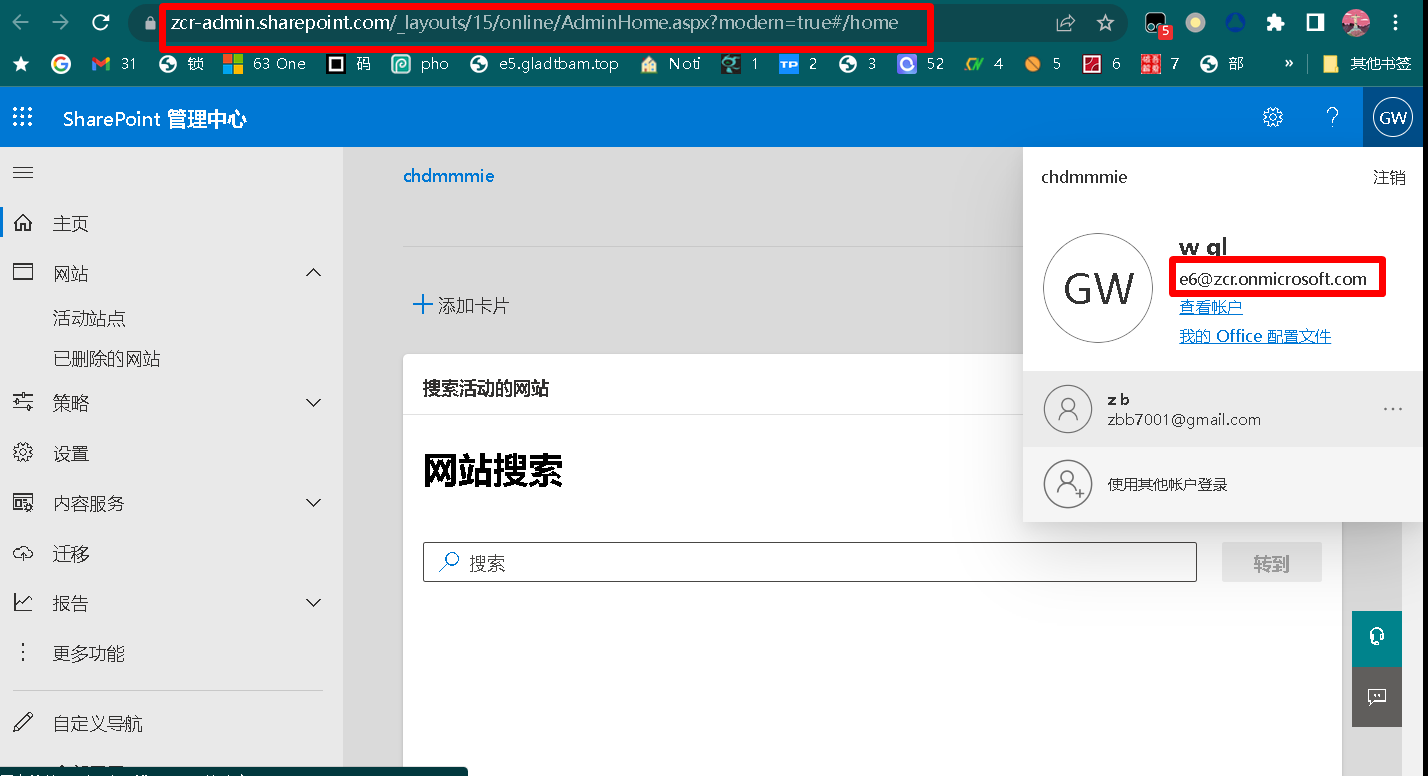 zcr-admin.sharepoint.com/_layouts/15/online/AdminHome.aspx?modern=true#/home
5
31 锁 63 One 码 pho e5.gladtbam.top Noti 1 TP 2 3 52 4 5 6 7 部 » 其他书签
SharePoint 管理中心
? GW
chdmmmie
chdmmmie 注销
主页
网站
活动站点
已删除的网站
策略
设置
内容服务
迁移
报告
更多功能
自定义导航
添加卡片
搜索活动的网站
网站搜索
搜索
转到
GW
w ql
e6@zcr.onmicrosoft.com
查看帐户
我的 Office 配置文件
z b
zbb7001@gmail.com
使用其他帐户登录